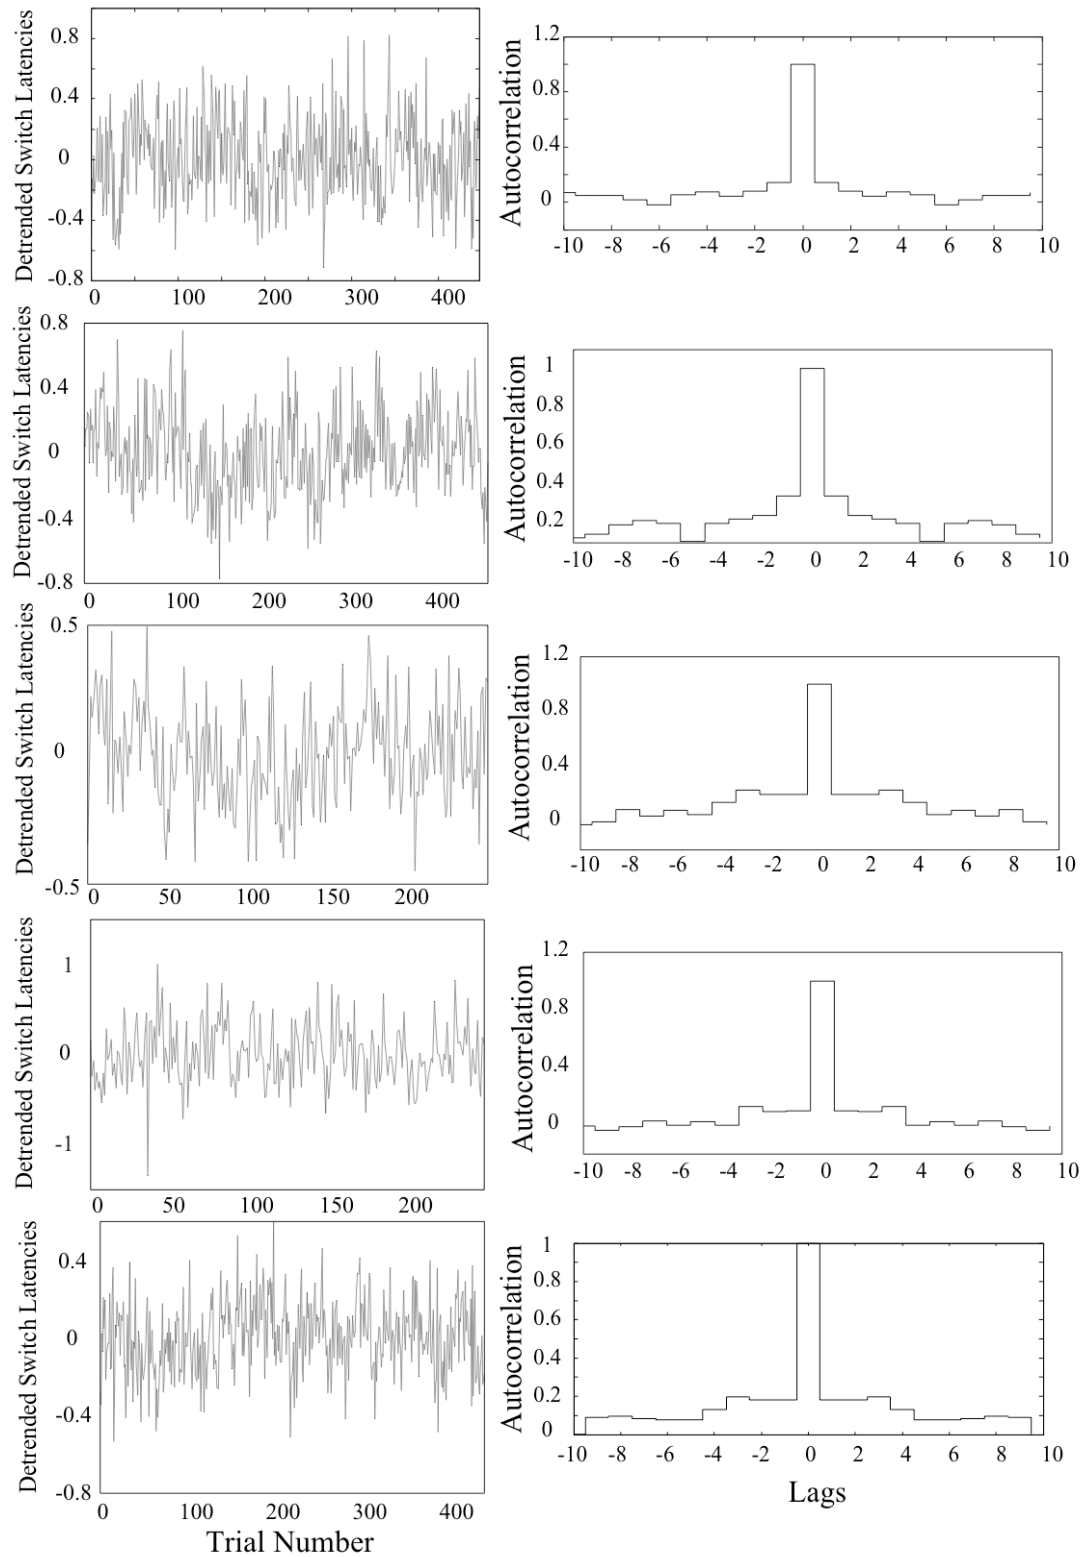 Detrended Switch Latencies
0.8
0.4
0
-0.4
-0.8
0 100 200 300 400
Autocorrelation
1.2
0.8
0.4
0
-10 -8 -6 -4 -2 0 2 4 6 8 10
Detrended Switch Latencies
0.8
0.4
0
-0.4
-0.8
0 100 200 300 400
Autocorrelation
1
0.8
0.6
0.4
0.2
-10 -8 -6 -4 -2 0 2 4 6 8 10
Detrended Switch Latencies
0.5
0
-0.5
0 50 100 150 200
Autocorrelation
1.2
0.8
0.4
0
-10 -8 -6 -4 -2 0 2 4 6 8 10
Detrended Switch Latencies
1
0
-1
0 50 100 150 200
Autocorrelation
1.2
0.8
0.4
0
-10 -8 -6 -4 -2 0 2 4 6 8 10
Detrended Switch Latencies
0.4
0
-0.4
-0.8
0 100 200 300 400
Trial Number
Autocorrelation
1
0.8
0.6
0.4
0.2
0
-10 -8 -6 -4 -2 0 2 4 6 8 10
Lags